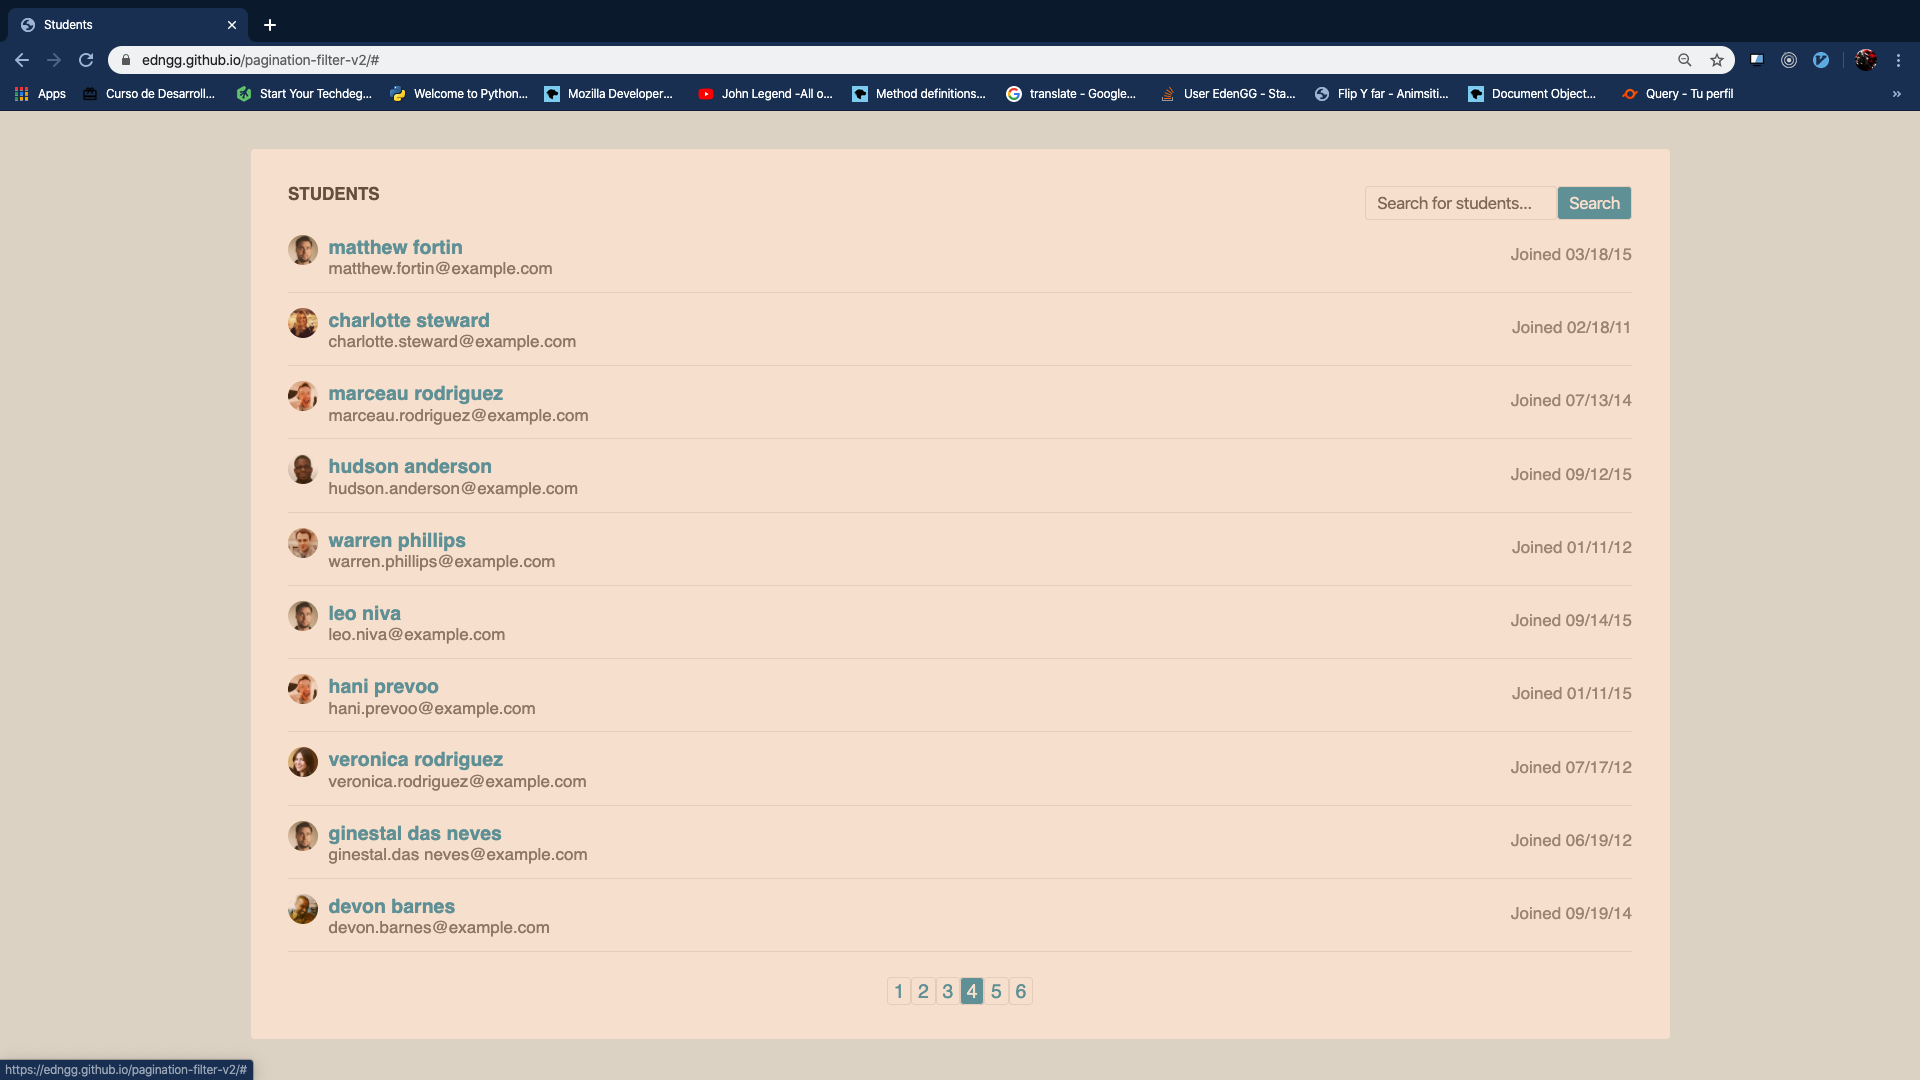 Students
edngg.github.io/pagination-filter-v2/#
Apps Curso de Desarroll... Start Your Techdeg... Welcome to Python... Mozilla Developer... John Legend -All o... Method definitions... translate - Google... User EdenGG - Sta... Flip Y far - Animsiti... Document Object... Query - Tu perfil »
STUDENTS
Search for students... Search
matthew fortin
matthew.fortin@example.com
Joined 03/18/15
charlotte steward
charlotte.steward@example.com
Joined 02/18/11
marceau rodriguez
marceau.rodriguez@example.com
Joined 07/13/14
hudson anderson
hudson.anderson@example.com
Joined 09/12/15
warren phillips
warren.phillips@example.com
Joined 01/11/12
leo niva
leo.niva@example.com
Joined 09/14/15
hani prevoo
hani.prevoo@example.com
Joined 01/11/15
veronica rodriguez
veronica.rodriguez@example.com
Joined 07/17/12
ginestal das neves
ginestal.das neves@example.com
Joined 06/19/12
devon barnes
devon.barnes@example.com
Joined 09/19/14
1 2 3 4 5 6
https://edngg.github.io/pagination-filter-v2/#